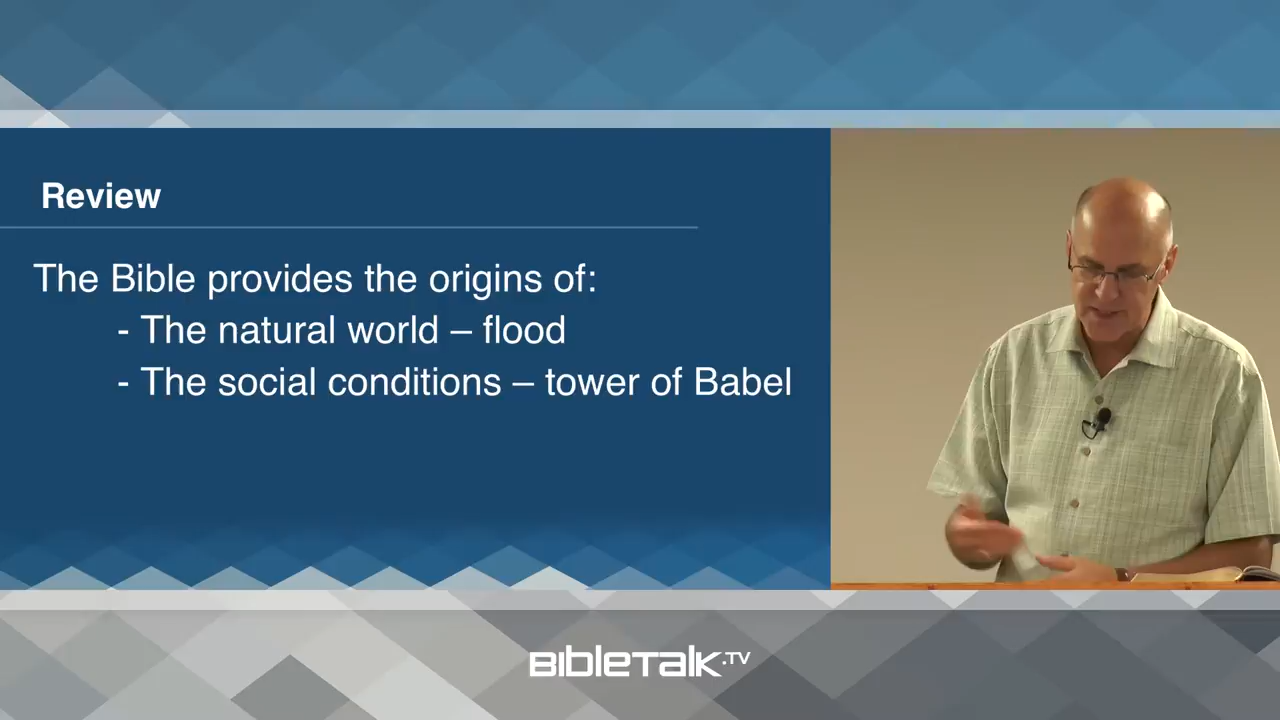 Review
The Bible provides the origins of:
- The natural world – flood
- The social conditions – tower of Babel
BIBLETALK.TV